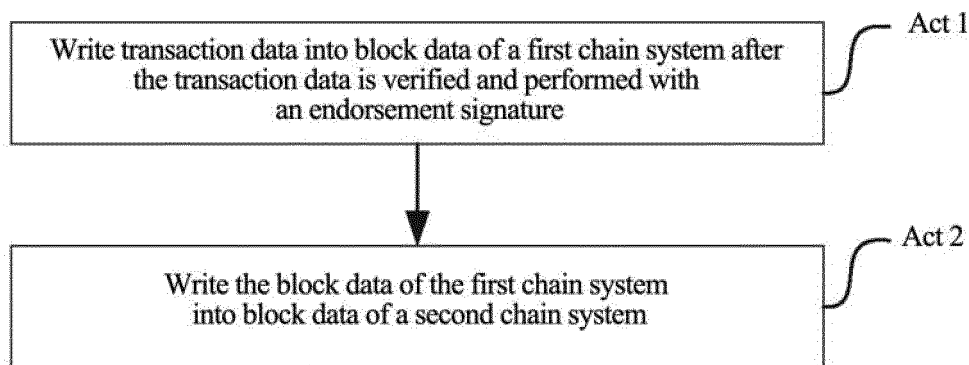 Write transaction data into block data of a first chain system after
the transaction data is verified and performed with
an endorsement signature
Act 1
Write the block data of the first chain system
into block data of a second chain system
Act 2